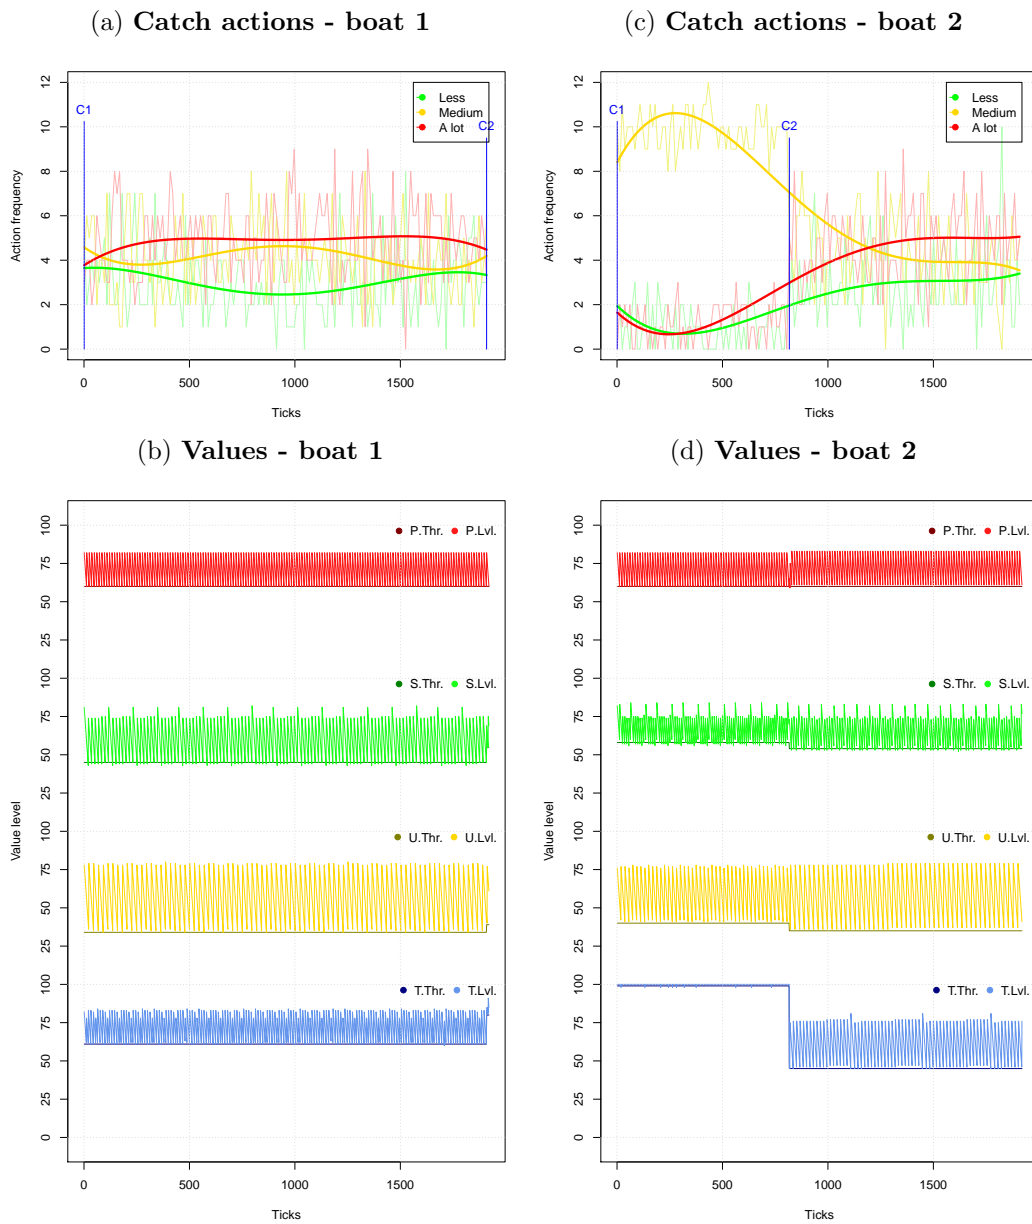 (a) Catch actions - boat 1
12
10
8
6
4
2
0
Action frequency
C1
C2
Less
Medium
A lot
0
500
1000
1500
Ticks
(c) Catch actions - boat 2
12
10
8
6
4
2
0
Action frequency
C1
C2
Less
Medium
A lot
0
500
1000
1500
Ticks
(b) Values - boat 1
P.Thr. P.Lvl.
S.Thr. S.Lvl.
U.Thr. U.Lvl.
T.Thr. T.Lvl.
100
75
50
25
100
75
50
25
100
75
50
25
100
75
50
25
0
Value level
0
500
1000
1500
Ticks
(d) Values - boat 2
P.Thr. P.Lvl.
S.Thr. S.Lvl.
U.Thr. U.Lvl.
T.Thr. T.Lvl.
100
75
50
25
100
75
50
25
100
75
50
25
100
75
50
25
0
Value level
0
500
1000
1500
Ticks